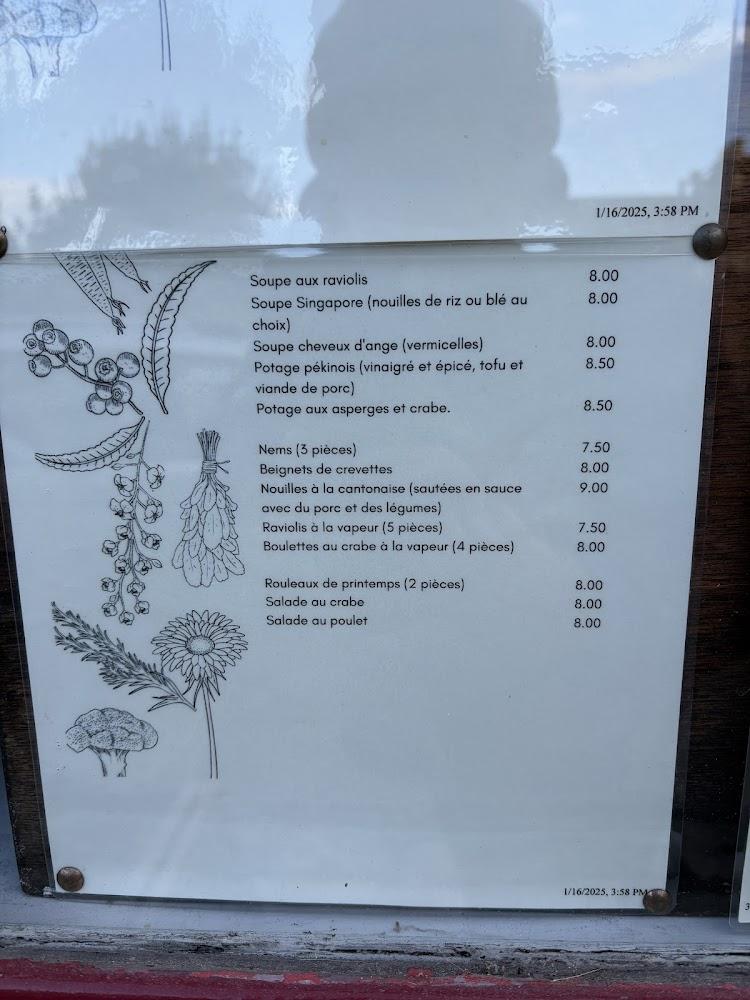 1/16/2025, 3:58 PM
Soupe aux raviolis 8.00
Soupe Singapore (nouilles de riz ou blé au 8.00
choix)
Soupe cheveux d'ange (vermicelles) 8.00
Potage pékinois (vinaigré et épicé, tofu et 8.50
viande de porc)
Potage aux asperges et crabe. 8.50
Nems (3 pièces) 7.50
Beignets de crevettes 8.00
Nouilles à la cantonaise (sautées en sauce 9.00
avec du porc et des légumes)
Raviolis à la vapeur (5 pièces) 7.50
Boulettes au crabe à la vapeur (4 pièces) 8.00
Rouleaux de printemps (2 pièces) 8.00
Salade au crabe 8.00
Salade au poulet 8.00
1/16/2025, 3:58 PM
3